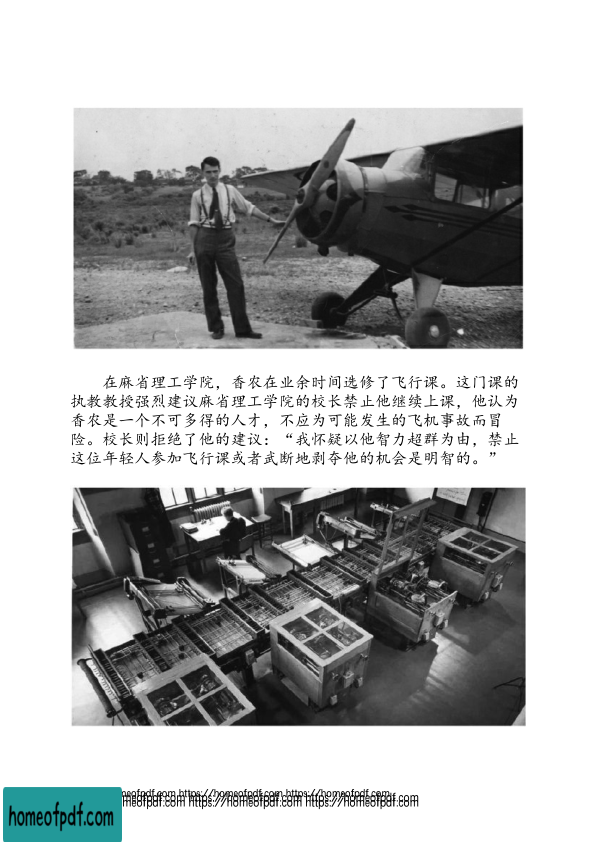 在麻省理工学院，香农在业余时间选修了飞行课。这门课的
执教教授强烈建议麻省理工学院的校长禁止他继续上课，他认为
香农是一个不可多得的人才，不应为可能发生的飞机事故而冒
险。校长则拒绝了他的建议：“我怀疑以他智力超群为由，禁止
这位年轻人参加飞行课或者武断地剥夺他的机会是明智的。”
homeofpdf.com https://homeofpdf.com https://homeofpdf.com
homeofpdf.com https://homeofpdf.com https://homeofpdf.com
homeofpdf.com